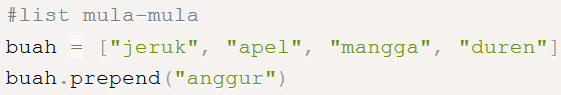 #list mula-mula
buah = ["jeruk", "apel", "mangga", "duren"]
buah.prepend("anggur")